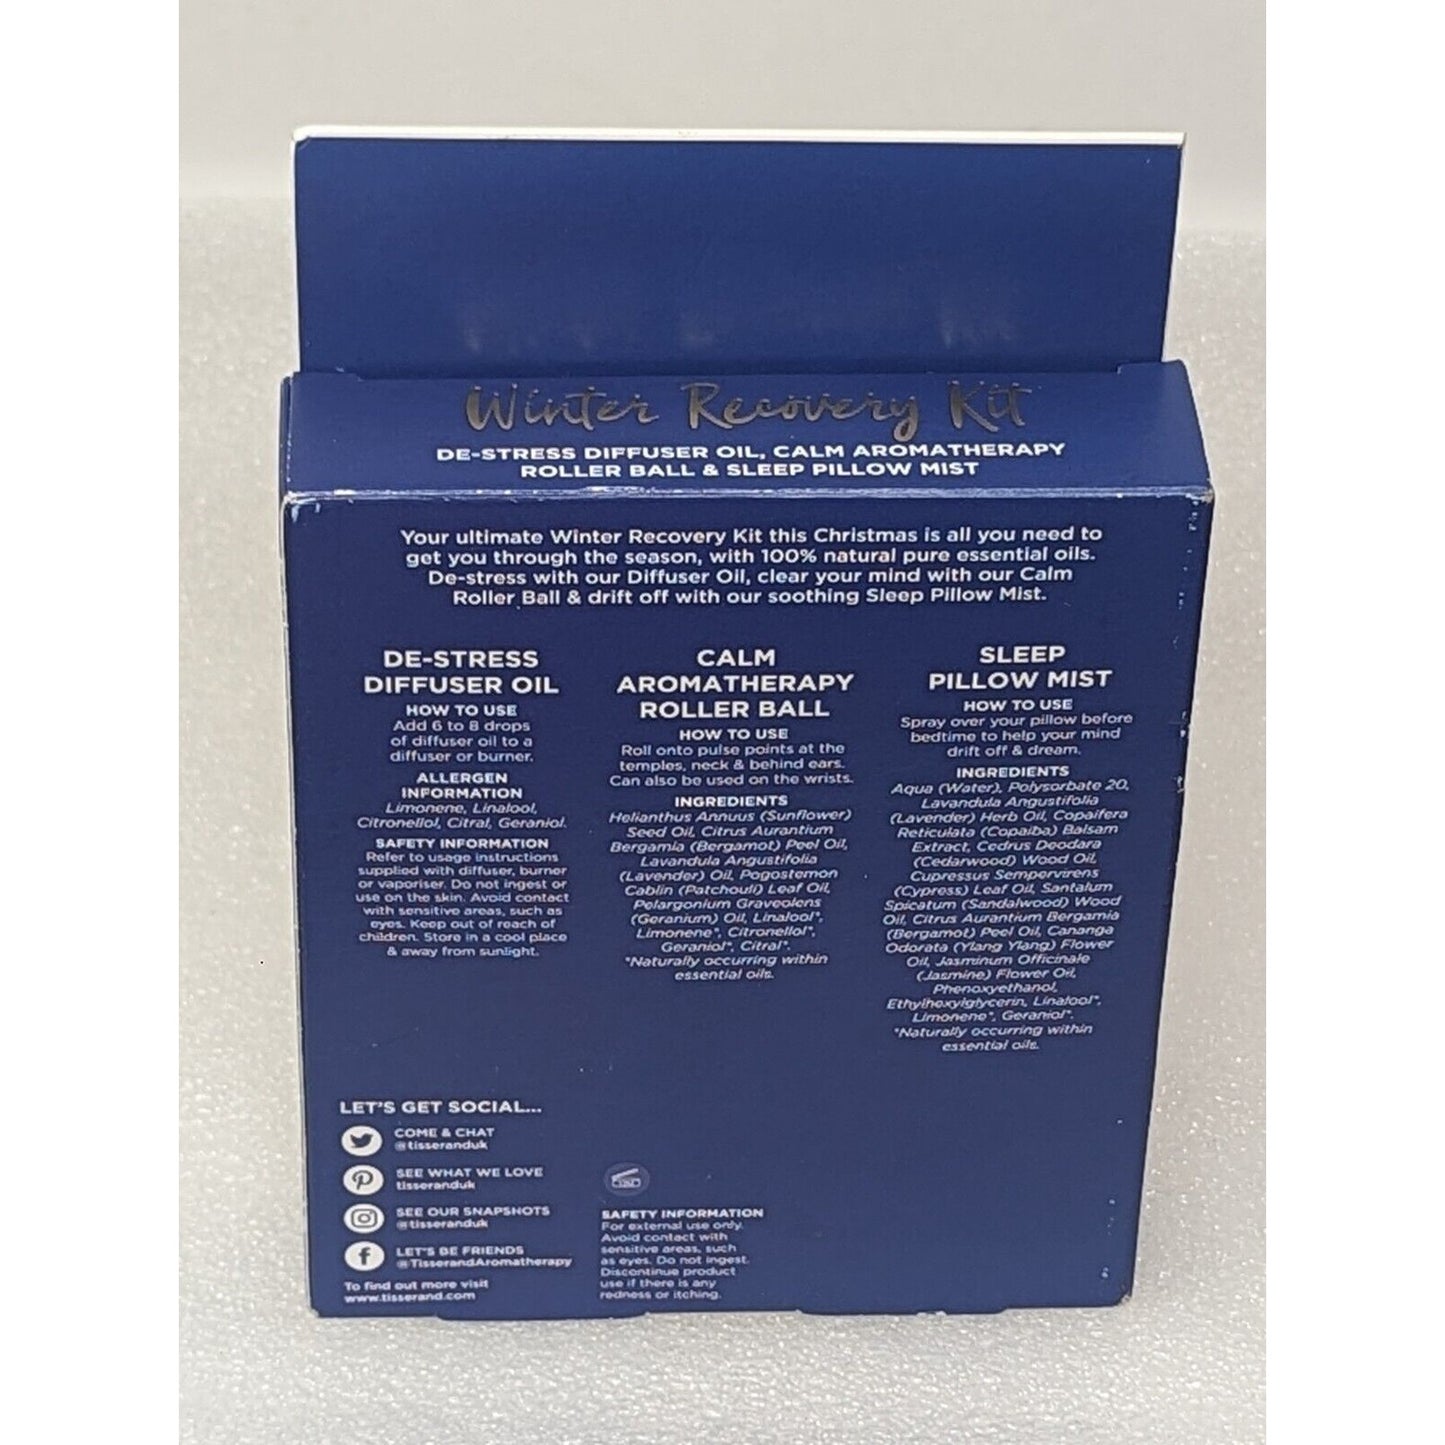 Winter Recovery Kit
DE-STRESS DIFFUSER OIL, CALM AROMATHERAPY
ROLLER BALL & SLEEP PILLOW MIST
Your ultimate Winter Recovery Kit this Christmas is all you need to
get you through the season, with 100% natural pure essential oils.
De-stress with our Diffuser Oil, clear your mind with our Calm
Roller Ball & drift off with our soothing Sleep Pillow Mist.
DE-STRESS
DIFFUSER OIL
HOW TO USE
Add 6 to 8 drops
of diffuser oil to a
diffuser or burner.
ALLERGEN
INFORMATION
Limonene, Linalool,
Citronellol, Citral, Geraniol.
SAFETY INFORMATION
Refer to usage instructions
supplied with diffuser, burner
or vaporiser. Do not ingest or
use on the skin. Avoid contact
with sensitive areas, such as
eyes. Keep out of reach of
children. Store in a cool place
& away from sunlight.
CALM
AROMATHERAPY
ROLLER BALL
HOW TO USE
Roll onto pulse points at the
temples, neck & behind ears.
Can also be used on the wrists.
INGREDIENTS
Helianthus Annuus (Sunflower)
Seed Oil, Citrus Aurantium
Bergamia (Bergamot) Peel Oil,
Lavandula Angustifolia
(Lavender) Oil, Pogostemon
Cablin (Patchouli) Leaf Oil,
Pelargonium Graveolens
(Geranium) Oil, Linalool*,
Limonene*, Citronellol*,
Geraniol*, Citral*.
*Naturally occurring within
essential oils.
SLEEP
PILLOW MIST
HOW TO USE
Spray over your pillow before
bedtime to help your mind
drift off & dream.
INGREDIENTS
Aqua (Water), Polysorbate 20,
Lavandula Angustifolia
(Lavender) Herb Oil, Copaifera
Reticulata (Copaiba) Balsam
Extract, Cedrus Deodara
(Cedarwood) Wood Oil,
Cupressus Sempervirens
(Cypress) Leaf Oil, Santalum
Spicatum (Sandalwood) Wood
Oil, Citrus Aurantium Bergamia
(Bergamot) Peel Oil, Cananga
Odorata (Ylang Ylang) Flower
Oil, Jasminum Officinale
(Jasmine) Flower Oil,
Phenoxyethanol,
Ethylhexylglycerin, Linalool*,
Limonene*, Geraniol*.
*Naturally occurring within
essential oils.
LET'S GET SOCIAL...
COME & CHAT
@tisseranduk
SEE WHAT WE LOVE
tisseranduk
SEE OUR SNAPSHOTS
@tisseranduk
LET'S BE FRIENDS
@TisserandAromatherapy
To find out more visit
www.tisserand.com
SAFETY INFORMATION
For external use only.
Avoid contact with
sensitive areas, such
as eyes. Do not ingest.
Discontinue product
use if there is any
redness or itching.